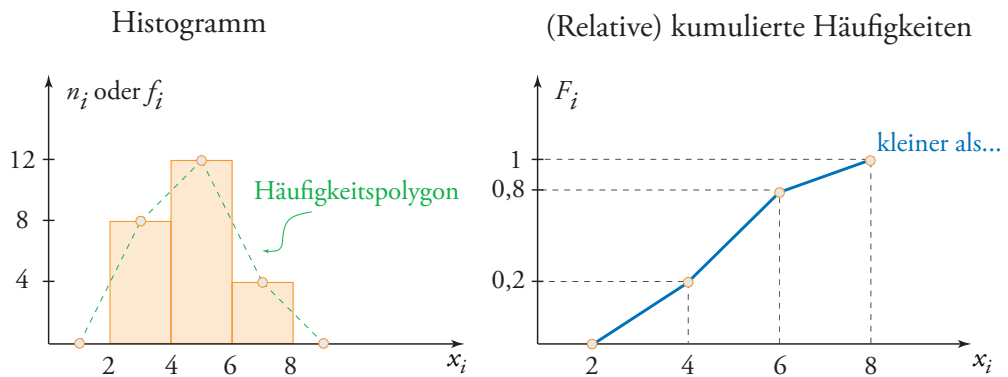 Histogramm
n_i oder f_i
12
8
4
Häufigkeitspolygon
2 4 6 8 x_i
(Relative) kumulierte Häufigkeiten
F_i
kleiner als...
1
0,8
0,2
2 4 6 8 x_i